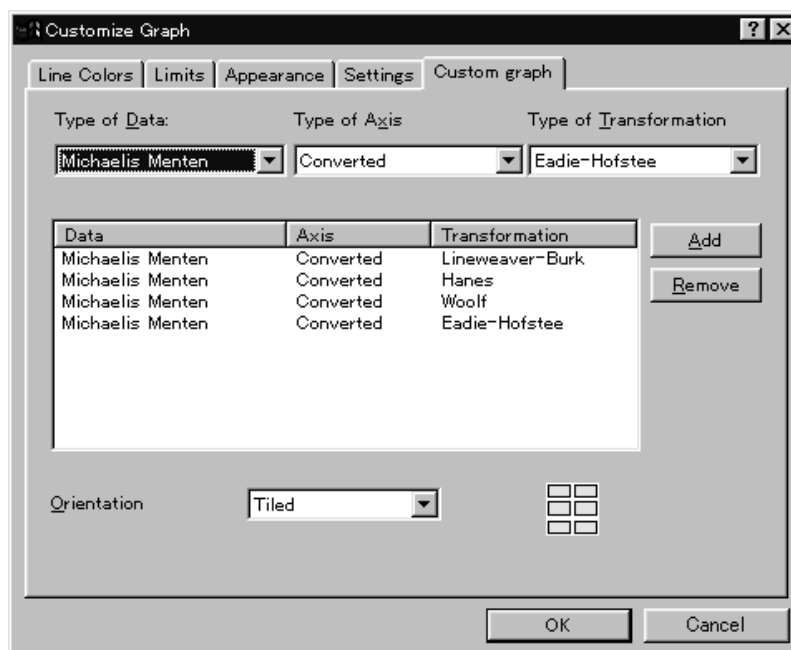 Customize Graph
Line Colors Limits Appearance Settings Custom graph
Type of Data: Type of Axis Type of Transformation
Michaelis Menten Converted Eadie-Hofstee
Data Axis Transformation
Michaelis Menten Converted Lineweaver-Burk
Michaelis Menten Converted Hanes
Michaelis Menten Converted Woolf
Michaelis Menten Converted Eadie-Hofstee
Add
Remove
Orientation Tiled
OK Cancel